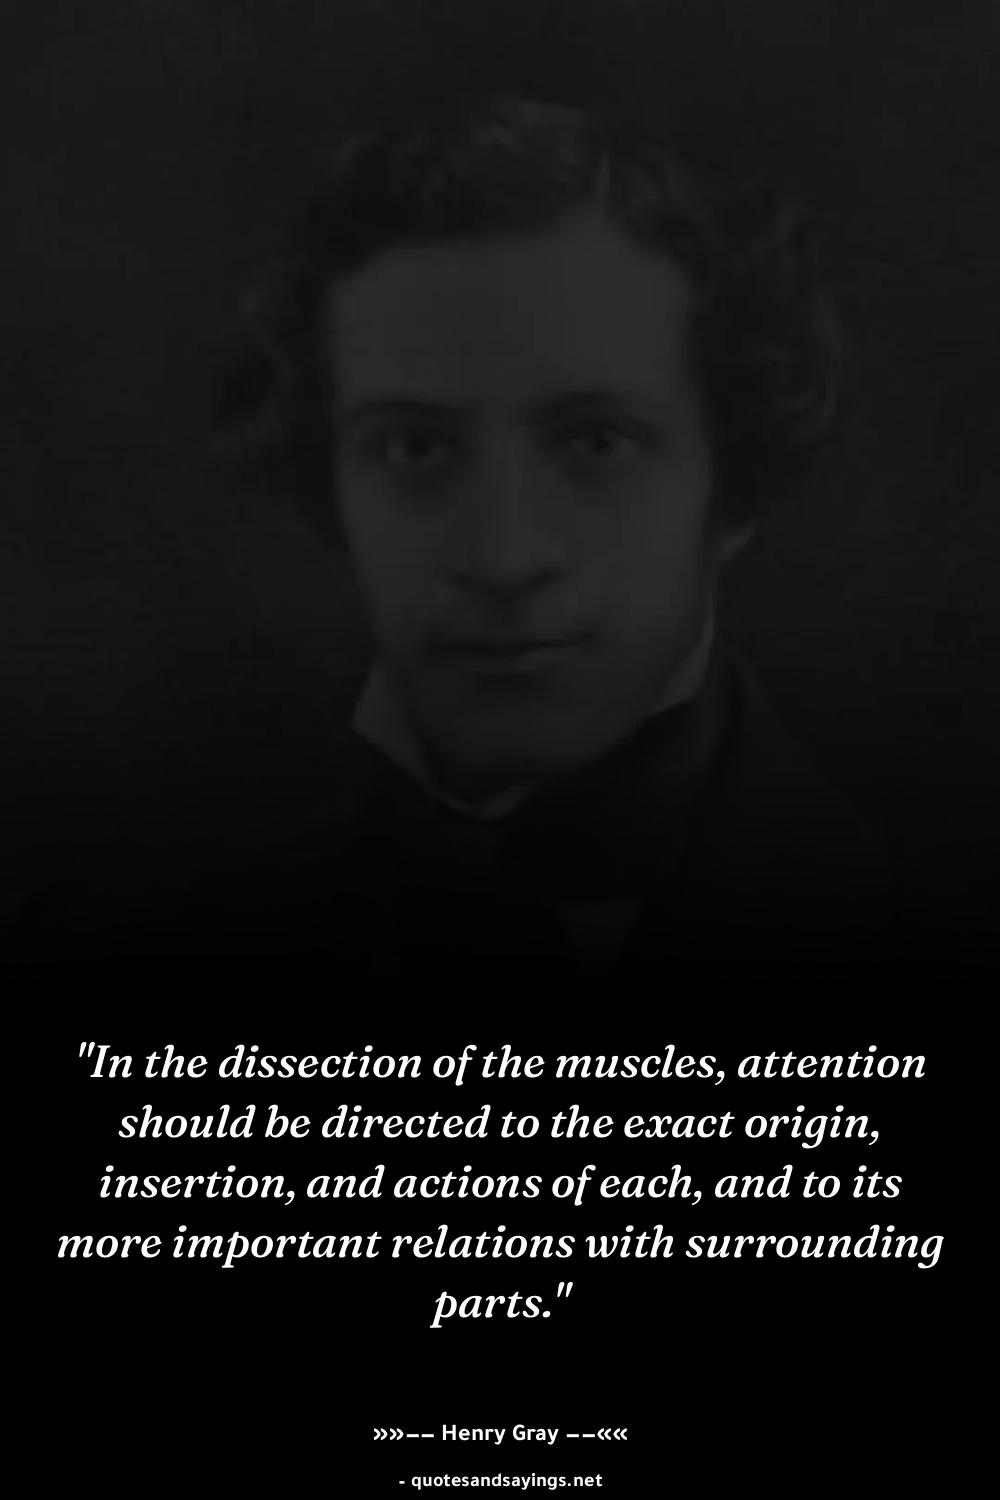 "In the dissection of the muscles, attention
should be directed to the exact origin,
insertion, and actions of each, and to its
more important relations with surrounding
parts."
»»–– Henry Gray ––««
- quotesandsayings.net